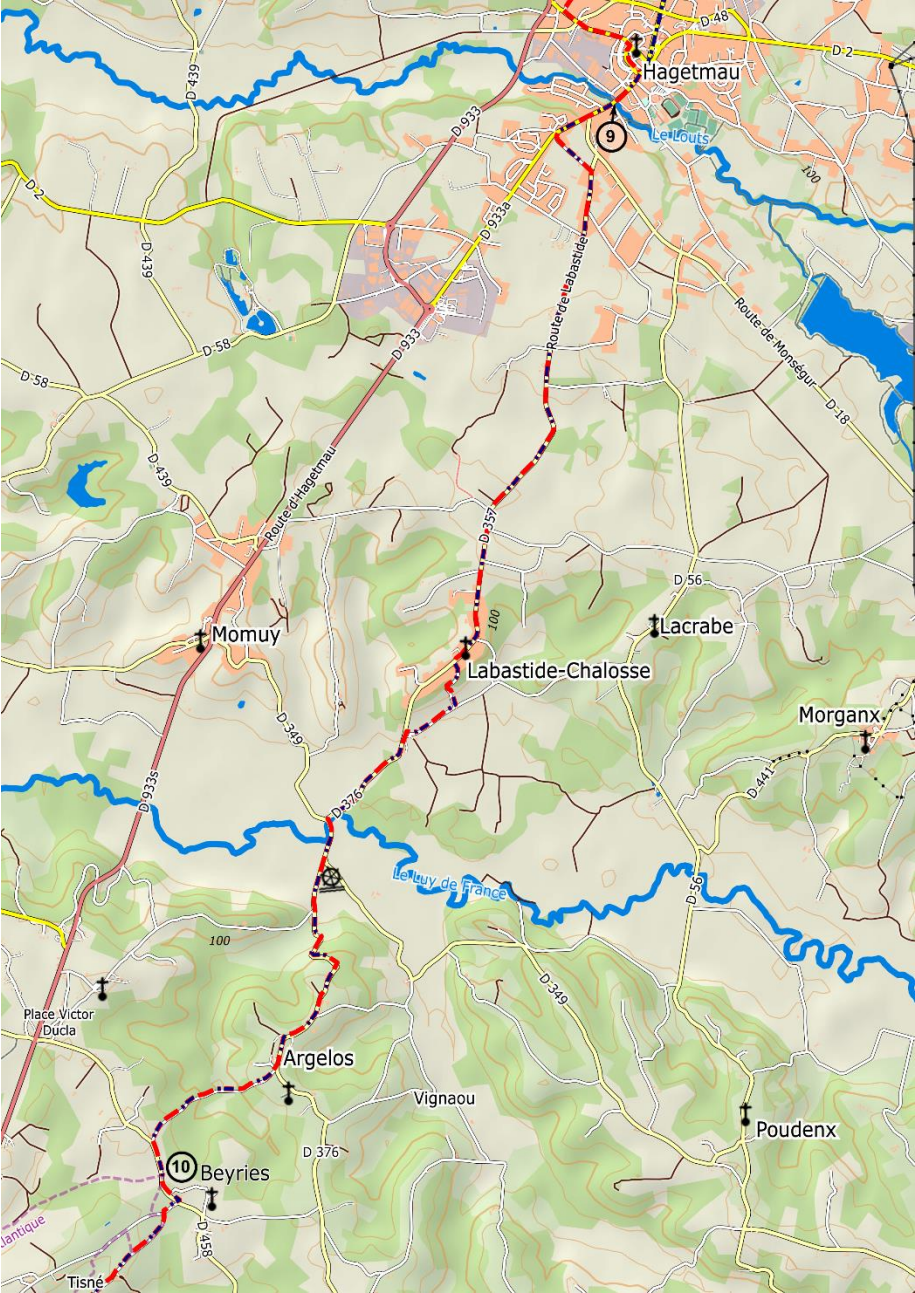 D 48
D 2
Hagetmau
D 439
D 933
9
Le Louts
100
D 2
D 933a
D 439
Route de Labastide
Route de Monségur
D 58
D 933
D 58
D 18
D 439
Route d'Hagetmau
D 357
D 56
100
Lacrabe
Momuy
Labastide-Chalosse
Morganx
D 349
D 441
D 933s
D 376
Le Luy de France
D 56
100
D 349
Place Victor
Ducla
Argelos
Vignaou
Poudenx
D 376
10
Beyries
lantique
D 458
Tisné